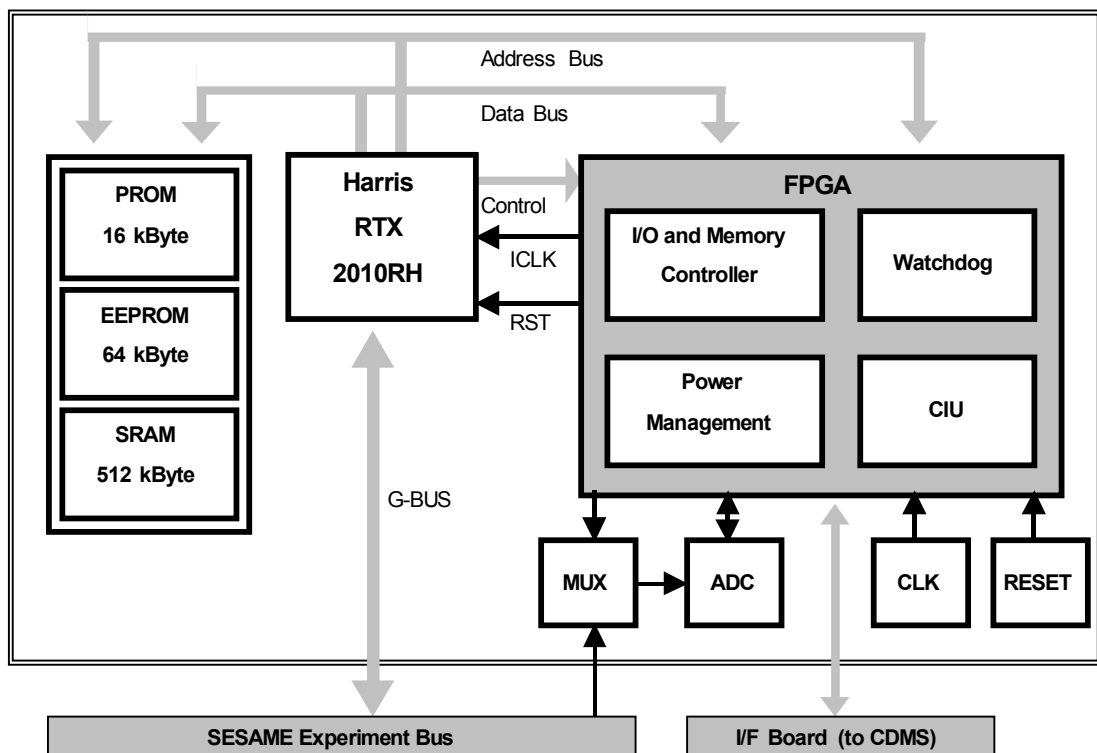 Address Bus
Data Bus
PROM
16 kByte
EEPROM
64 kByte
SRAM
512 kByte
Harris
RTX
2010RH
Control
ICLK
RST
FPGA
I/O and Memory
Controller
Watchdog
Power
Management
CIU
G-BUS
MUX
ADC
CLK
RESET
SESAME Experiment Bus
I/F Board (to CDMS)